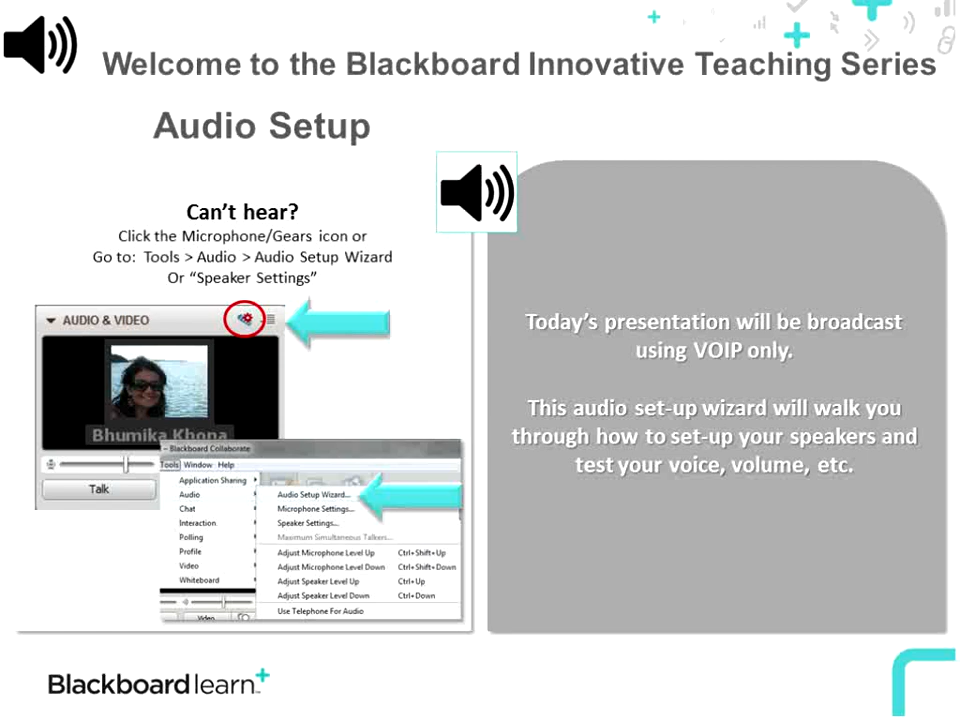 Welcome to the Blackboard Innovative Teaching Series
Audio Setup
Can't hear?
Click the Microphone/Gears icon or
Go to: Tools > Audio > Audio Setup Wizard
Or “Speaker Settings”
AUDIO & VIDEO
Bhumika Khona
Talk
– Blackboard Collaborate
Tools Window Help
Application Sharing
Audio
Chat
Interaction
Polling
Profile
Video
Whiteboard
Audio Setup Wizard...
Microphone Settings...
Speaker Settings...
Maximum Simultaneous Talkers...
Adjust Microphone Level Up Ctrl+Shift+Up
Adjust Microphone Level Down Ctrl+Shift+Down
Adjust Speaker Level Up Ctrl+Up
Adjust Speaker Level Down Ctrl+Down
Use Telephone For Audio
Video
Today’s presentation will be broadcast
using VOIP only.
This audio set-up wizard will walk you
through how to set-up your speakers and
test your voice, volume, etc.
Blackboard learn